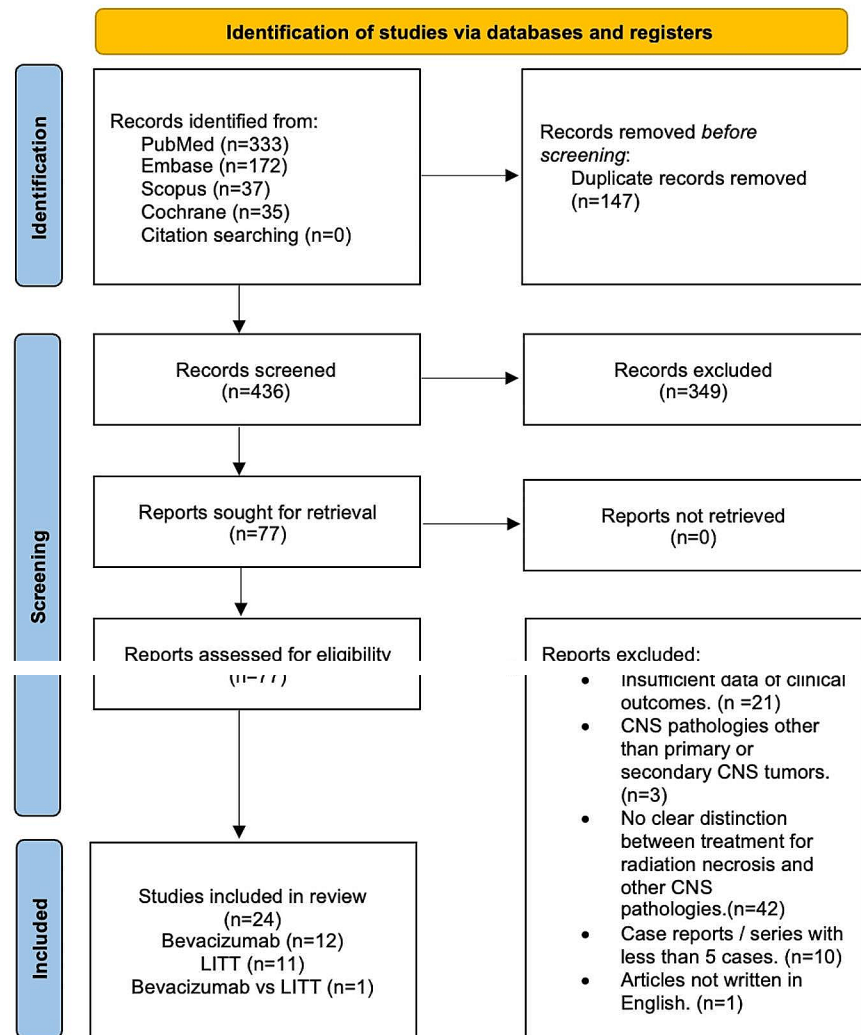 Identification of studies via databases and registers
Identification
Records identified from:
PubMed (n=333)
Embase (n=172)
Scopus (n=37)
Cochrane (n=35)
Citation searching (n=0)
Records removed before
screening:
Duplicate records removed
(n=147)
Screening
Records screened
(n=436)
Records excluded
(n=349)
Reports sought for retrieval
(n=77)
Reports not retrieved
(n=0)
Reports assessed for eligibility
(n=77)
Reports excluded:
• Insufficient data of clinical
outcomes. (n =21)
• CNS pathologies other
than primary or
secondary CNS tumors.
(n=3)
• No clear distinction
between treatment for
radiation necrosis and
other CNS
pathologies.(n=42)
• Case reports / series with
less than 5 cases. (n=10)
• Articles not written in
English. (n=1)
Included
Studies included in review
(n=24)
Bevacizumab (n=12)
LITT (n=11)
Bevacizumab vs LITT (n=1)